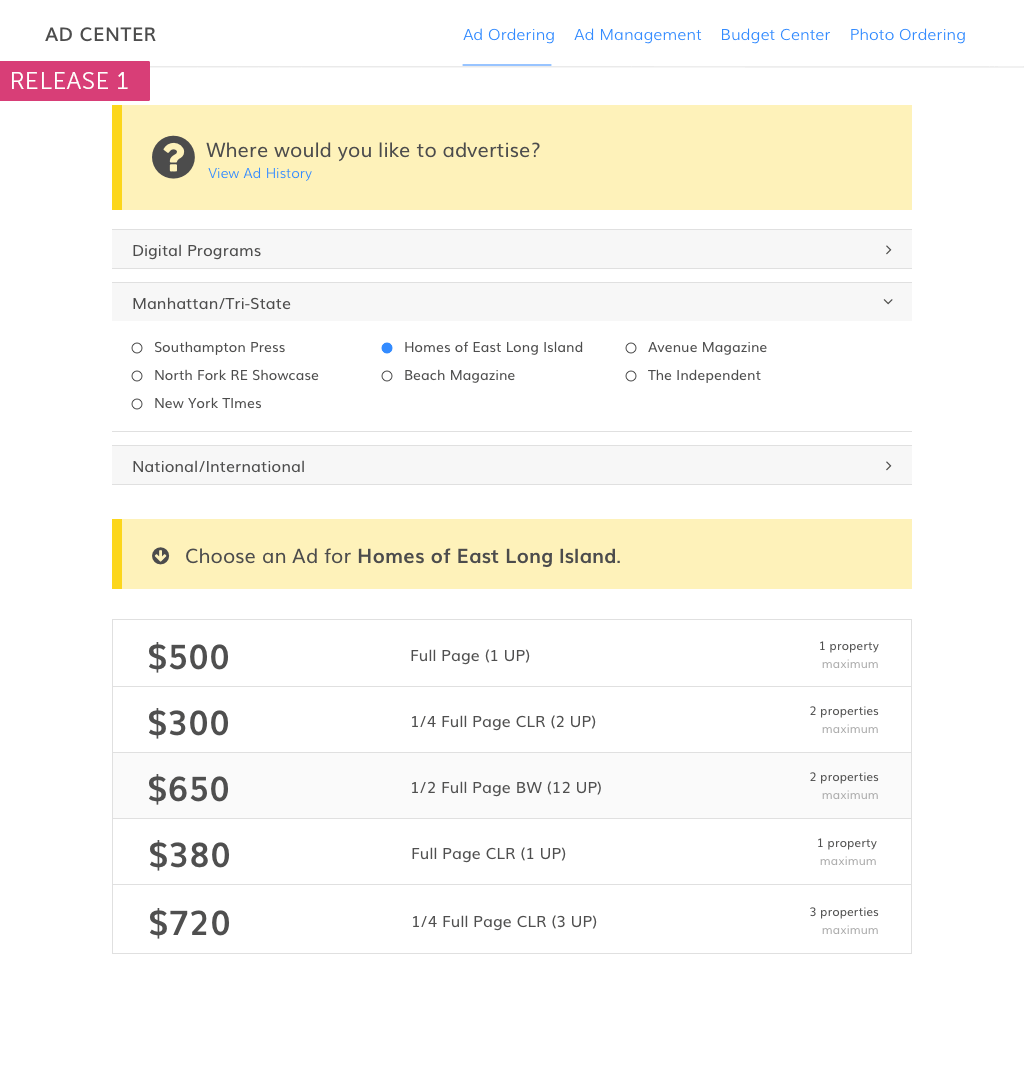 AD CENTER
Ad Ordering Ad Management Budget Center Photo Ordering
RELEASE 1
Where would you like to advertise?
View Ad History
Digital Programs
Manhattan/Tri-State
Southampton Press Homes of East Long Island Avenue Magazine
North Fork RE Showcase Beach Magazine The Independent
New York TImes
National/International
Choose an Ad for Homes of East Long Island.
$500 Full Page (1 UP) 1 property
maximum
$300 1/4 Full Page CLR (2 UP) 2 properties
maximum
$650 1/2 Full Page BW (12 UP) 2 properties
maximum
$380 Full Page CLR (1 UP) 1 property
maximum
$720 1/4 Full Page CLR (3 UP) 3 properties
maximum